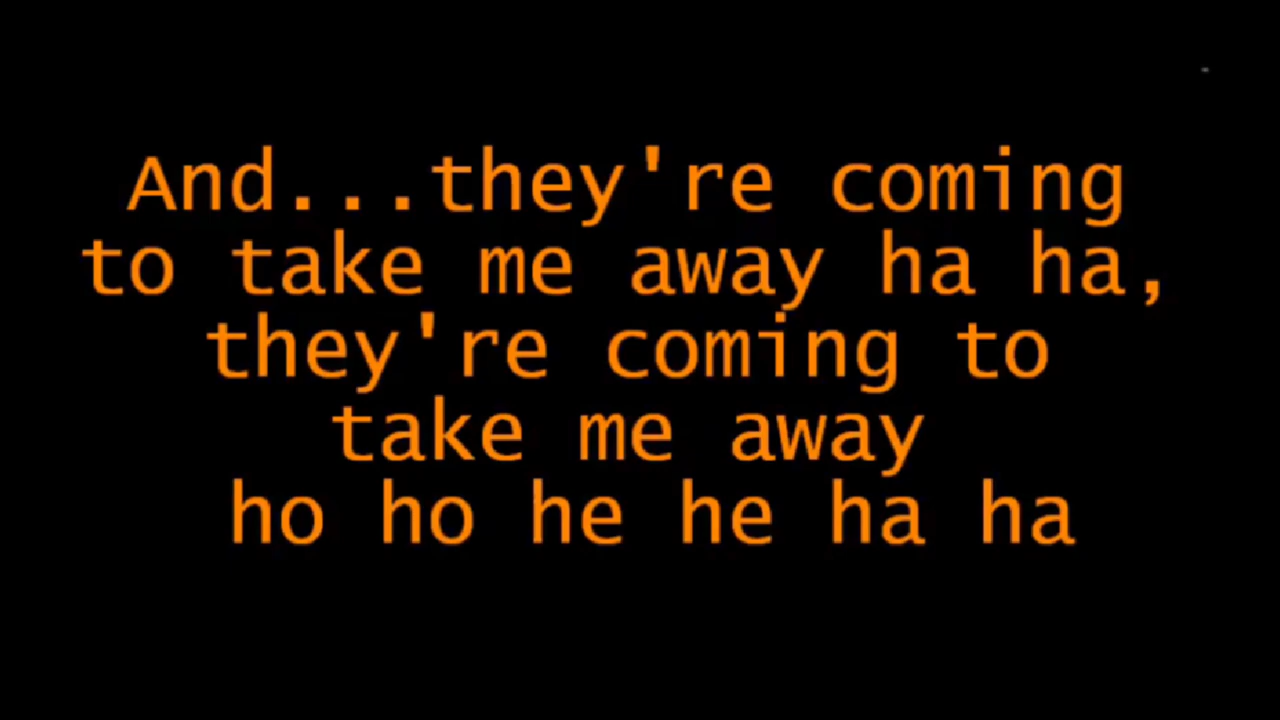 And...they're coming
to take me away ha ha,
they're coming to
take me away
ho ho he he ha ha